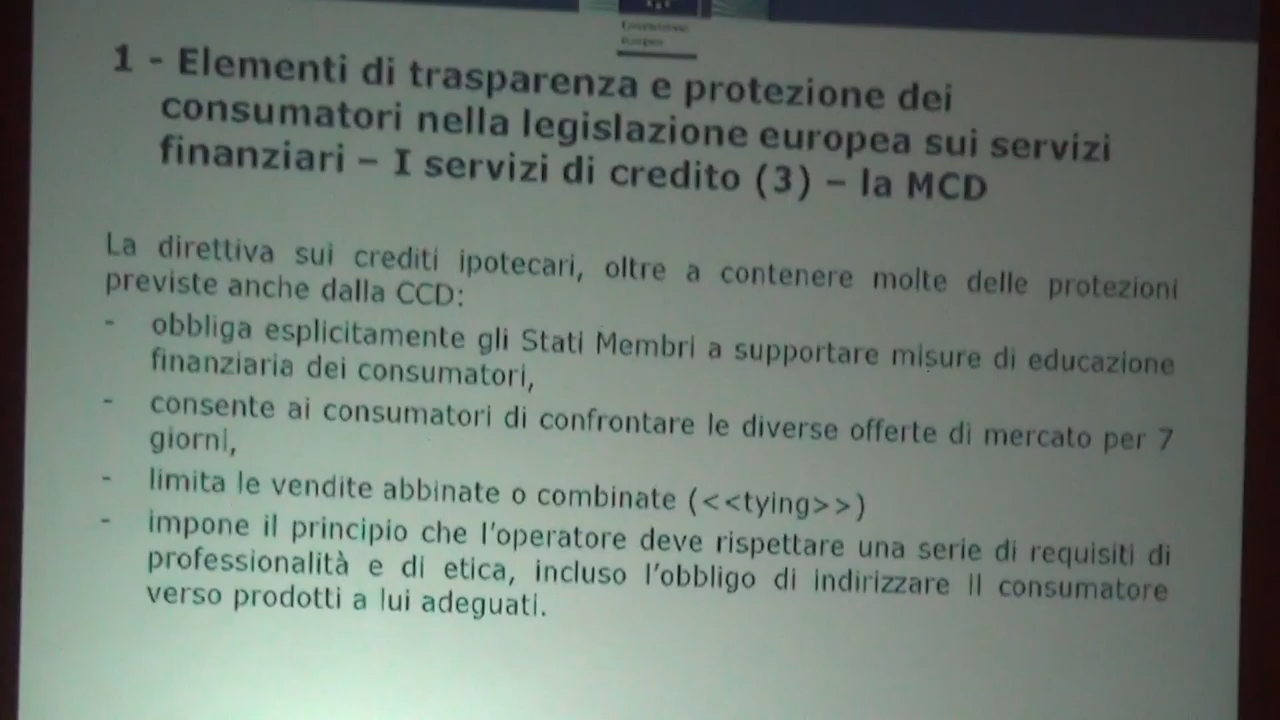 Commissione
europea
1 - Elementi di trasparenza e protezione dei
consumatori nella legislazione europea sui servizi
finanziari – I servizi di credito (3) – la MCD
La direttiva sui crediti ipotecari, oltre a contenere molte delle protezioni
previste anche dalla CCD:
- obbliga esplicitamente gli Stati Membri a supportare misure di educazione
finanziaria dei consumatori,
- consente ai consumatori di confrontare le diverse offerte di mercato per 7
giorni,
- limita le vendite abbinate o combinate (<<tying>>)
- impone il principio che l'operatore deve rispettare una serie di requisiti di
professionalità e di etica, incluso l'obbligo di indirizzare il consumatore
verso prodotti a lui adeguati.